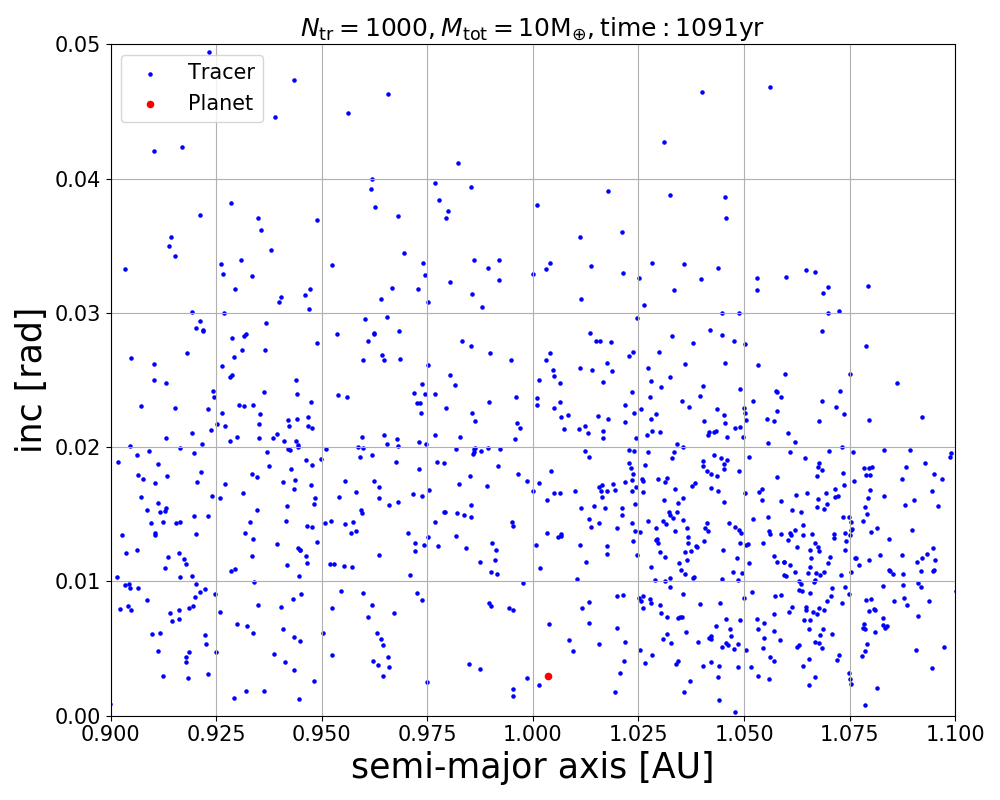 N_tr = 1000, M_tot = 10M_⊕, time : 1091yr
0.05
Tracer
Planet
0.04
0.03
inc [rad]
0.02
0.01
0.00
0.900 0.925 0.950 0.975 1.000 1.025 1.050 1.075 1.100
semi-major axis [AU]